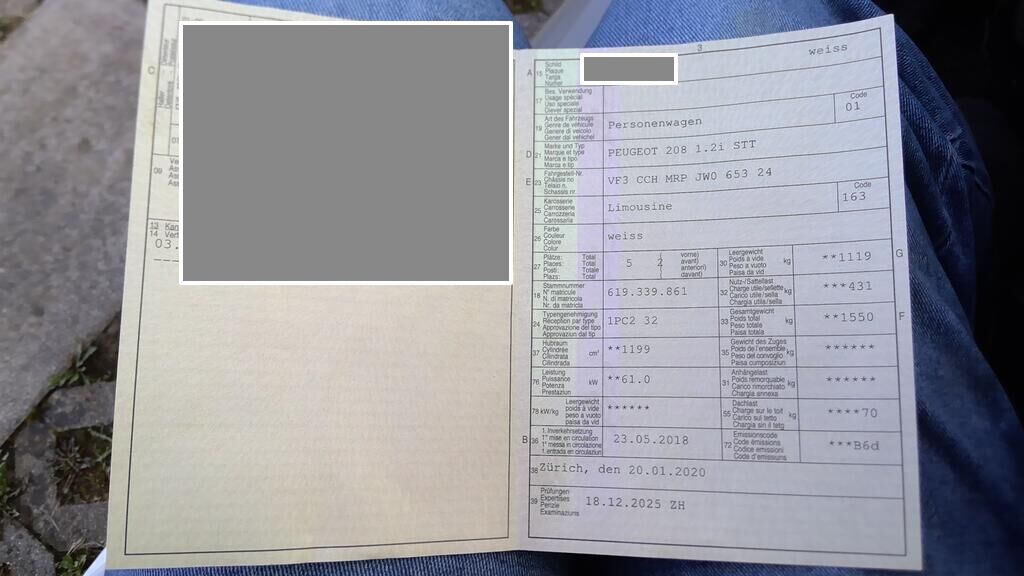 C
09
13
14
03.
3
weiss
A 15 Schild
Plaque
Targa
Numer
17 Bes. Verwendung
Usage spécial
Uso speciale
Diever spezial
19 Art des Fahrzeugs
Genre de véhicule
Genere di veicolo
Gener dal vehichel
Personenwagen
Code
01
D 21 Marke und Typ
Marque et type
Marca e tipo
Marca e tip
PEUGEOT 208 1.2i STT
E 23 Fahrgestell-Nr.
Châssis no
Telaio n.
Schassis nr.
VF3 CCH MRP JW0 653 24
25 Karosserie
Carrosserie
Carrozzeria
Carossaria
Limousine
Code
163
26 Farbe
Couleur
Colore
Colur
weiss
27 Plätze: Total
Places: Total
Posti: Totale
Plazs: Total
5 2
vorne)
avant)
anteriori)
davant)
30 Leergewicht
Poids à vide
Peso a vuoto
Paisa da vid
kg
**1119
G
18 Stammnummer
N° matricule
N. di matricola
Nr. da matricla
619.339.861
32 Nutz-/Sattellast
Charge utile/sellette
Carico utile/sella
Chargia utila/sella
kg
***431
24 Typengenehmigung
Réception par type
Approvazione del tipo
Approvaziun dal tip
1PC2 32
33 Gesamtgewicht
Poids total
Peso totale
Paisa totala
kg
**1550
F
37 Hubraum
Cylindrée
Cilindrata
Cilindrada
cm³
**1199
35 Gewicht des Zuges
Poids de l'ensemble
Peso del convoglio
Paisa cumposiziun
kg
******
76 Leistung
Puissance
Potenza
Prestaziun
kW
**61.0
31 Anhängelast
Poids remorquable
Carico rimorchiato
Chargia annexa
kg
******
78 kW/kg Leergewicht
poids à vide
peso a vuoto
paisa da vid
******
55 Dachlast
Charge sur le toit
Carico sul tetto
Chargia sin il tetg
kg
****70
B 36 1. Inverkehrsetzung
1re mise en circulation
1a messa in circolazione
1. entrada en circulaziun
23.05.2018
72 Emissionscode
Code émissions
Codice emissioni
Code d'emissiuns
***B6d
38 Zürich, den 20.01.2020
39 Prüfungen
Expertises
Perizie
Examinaziuns
18.12.2025 ZH